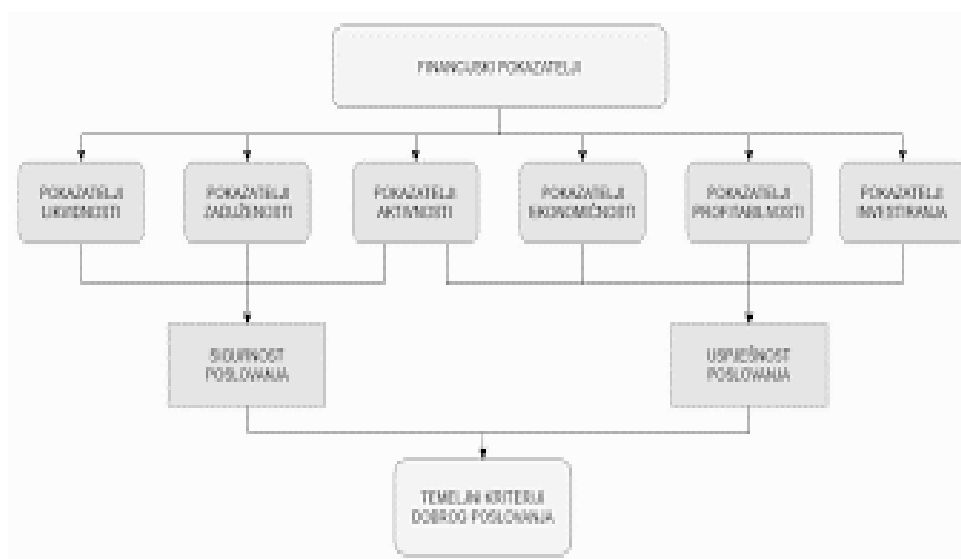 FINANCIJSKI POKAZATELJI
POKAZATELJI
LIKVIDNOSTI
POKAZATELJI
ZADUŽENOSTI
POKAZATELJI
AKTIVNOSTI
POKAZATELJI
EKONOMIČNOSTI
POKAZATELJI
PROFITABILNOSTI
POKAZATELJI
INVESTIRANJA
SIGURNOST
POSLOVANJA
USPJEŠNOST
POSLOVANJA
TEMELJNI KRITERIJI
DOBROG POSLOVANJA